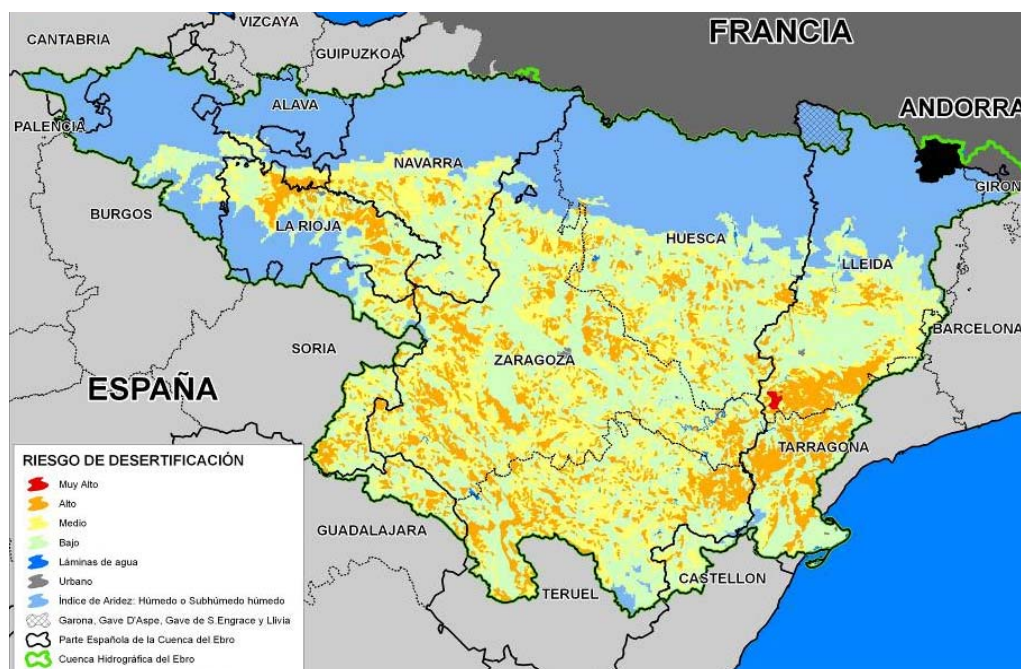 FRANCIA
VIZCAYA
CANTABRIA
GUIPUZKOA
ALAVA
ANDORRA
PALENCIA
NAVARRA
GIRON
BURGOS
LA RIOJA
HUESCA
LLEIDA
BARCELONA
SORIA
ZARAGOZA
ESPAÑA
TARRAGONA
GUADALAJARA
CASTELLON
TERUEL
RIESGO DE DESERTIFICACIÓN
Muy Alto
Alto
Medio
Bajo
Láminas de agua
Urbano
Índice de Aridez: Húmedo o Subhúmedo húmedo
Garona, Gave D'Aspe, Gave de S.Engrace y Llivia
Parte Española de la Cuenca del Ebro
Cuenca Hidrográfica del Ebro